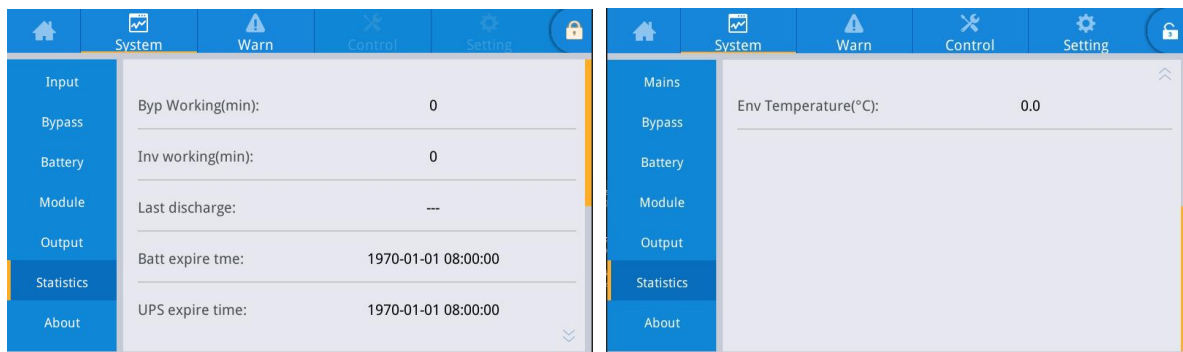 System Warn Control Setting
Input
Bypass
Battery
Module
Output
Statistics
About
Byp Working(min): 0
Inv working(min): 0
Last discharge: ---
Batt expire tme: 1970-01-01 08:00:00
UPS expire time: 1970-01-01 08:00:00
System Warn Control Setting
Mains
Bypass
Battery
Module
Output
Statistics
About
Env Temperature(°C): 0.0